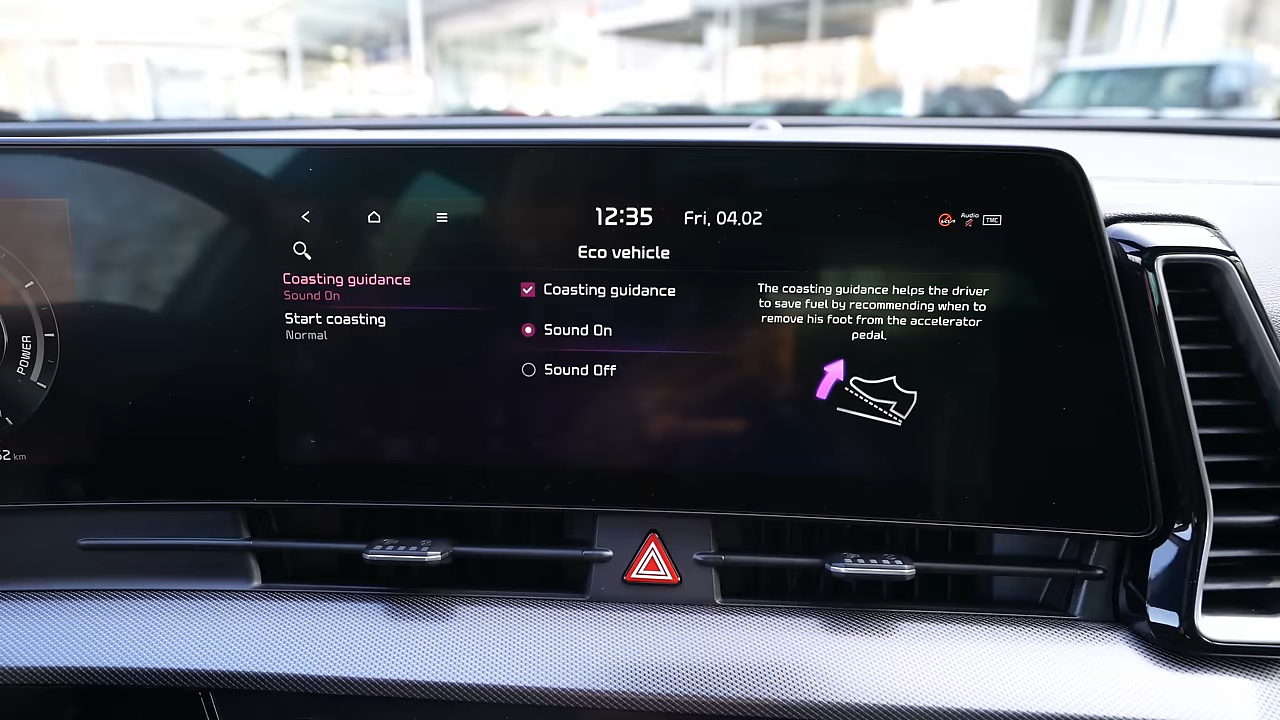 12:35 Fri, 04.02
Audio
TMC
Eco vehicle
Coasting guidance
Sound On
Start coasting
Normal
Coasting guidance
Sound On
Sound Off
The coasting guidance helps the driver
to save fuel by recommending when to
remove his foot from the accelerator
pedal.
POWER
62 km